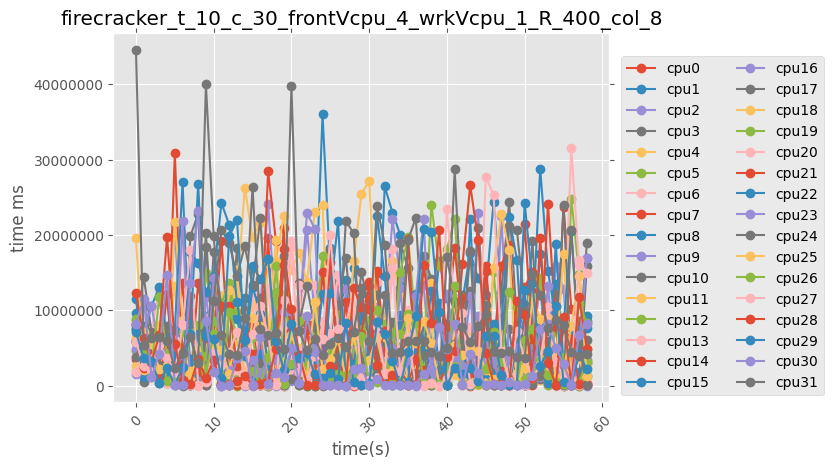 firecracker_t_10_c_30_frontVcpu_4_wrkVcpu_1_R_400_col_8
time ms
40000000
30000000
20000000
10000000
0
0
10
20
30
40
50
60
time(s)
cpu0
cpu1
cpu2
cpu3
cpu4
cpu5
cpu6
cpu7
cpu8
cpu9
cpu10
cpu11
cpu12
cpu13
cpu14
cpu15
cpu16
cpu17
cpu18
cpu19
cpu20
cpu21
cpu22
cpu23
cpu24
cpu25
cpu26
cpu27
cpu28
cpu29
cpu30
cpu31